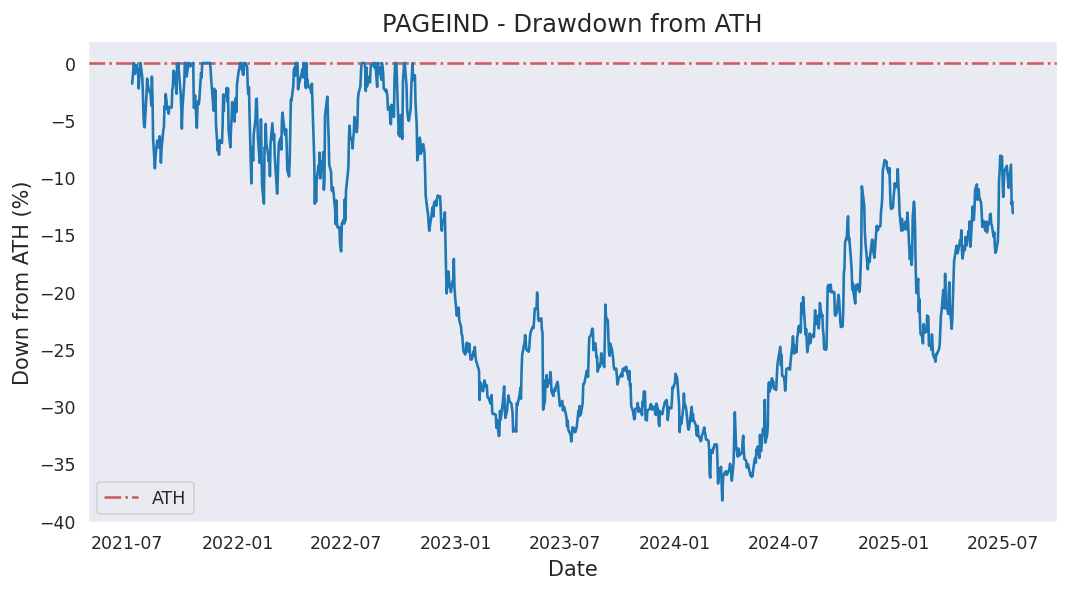 PAGEIND - Drawdown from ATH
Down from ATH (%)
0
−5
−10
−15
−20
−25
−30
−35
−40
ATH
2021-07 2022-01 2022-07 2023-01 2023-07 2024-01 2024-07 2025-01 2025-07
Date